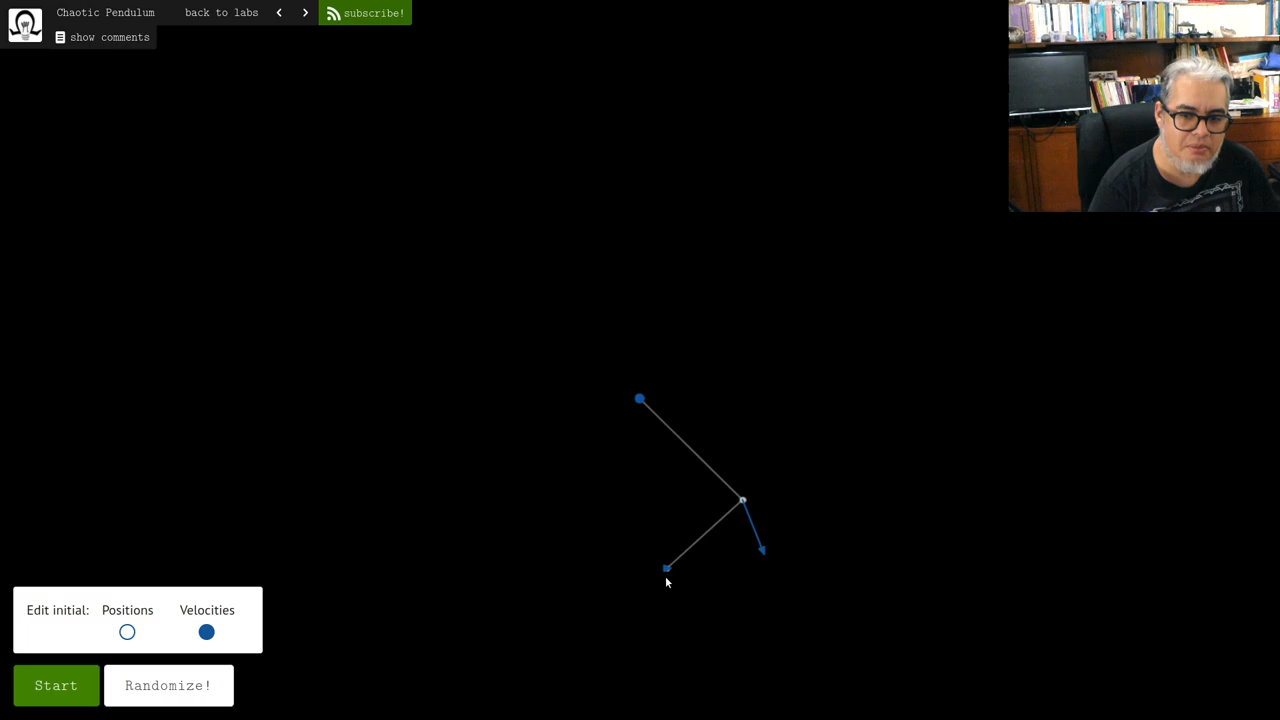 Chaotic Pendulum back to labs subscribe!
show comments
Edit initial: Positions Velocities
Start Randomize!